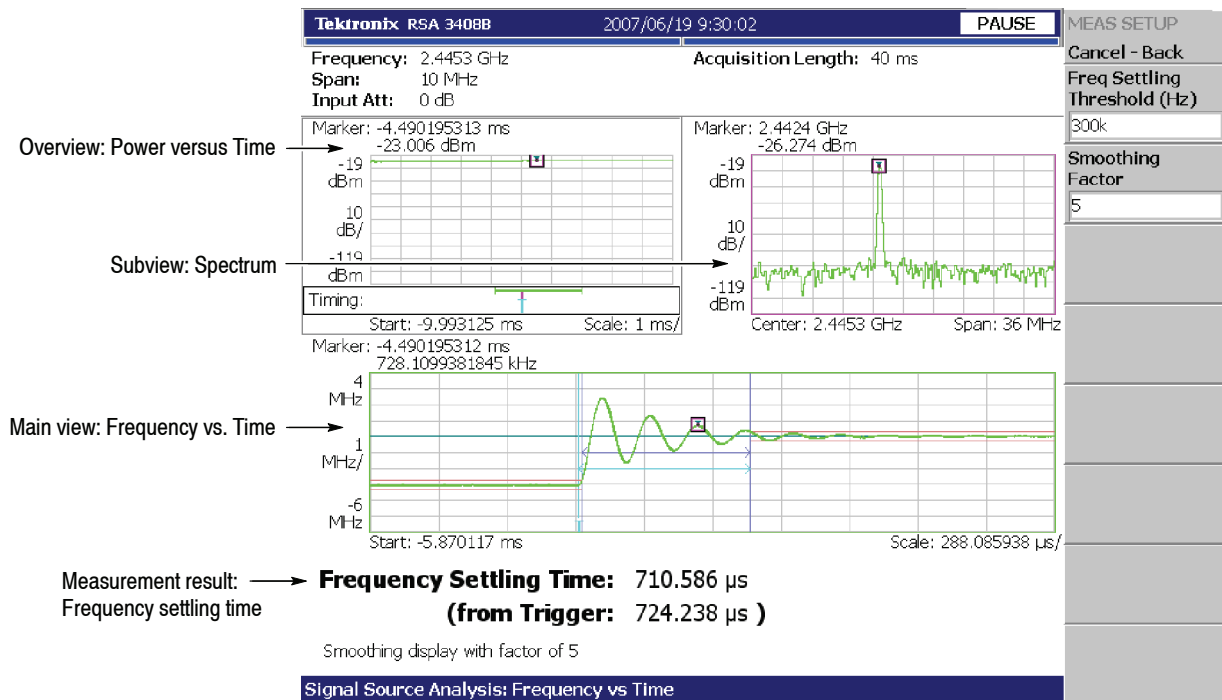 Tektronix RSA 3408B 2007/06/19 9:30:02 PAUSE
MEAS SETUP
Cancel - Back
Frequency: 2.4453 GHz Acquisition Length: 40 ms
Span: 10 MHz
Input Att: 0 dB
Freq Settling
Threshold (Hz)
300k
Smoothing
Factor
5
Overview: Power versus Time
Marker: -4.490195313 ms
-23.006 dBm
-19
dBm
10
dB/
-119
dBm
Timing:
Start: -9.993125 ms Scale: 1 ms/
Subview: Spectrum
Marker: 2.4424 GHz
-26.274 dBm
-19
dBm
10
dB/
-119
dBm
Center: 2.4453 GHz Span: 36 MHz
Main view: Frequency vs. Time
Marker: -4.490195312 ms
728.1099381845 kHz
4
MHz
1
MHz/
-6
MHz
Start: -5.870117 ms Scale: 288.085938 µs/
Measurement result:
Frequency settling time
Frequency Settling Time: 710.586 µs
(from Trigger: 724.238 µs )
Smoothing display with factor of 5
Signal Source Analysis: Frequency vs Time